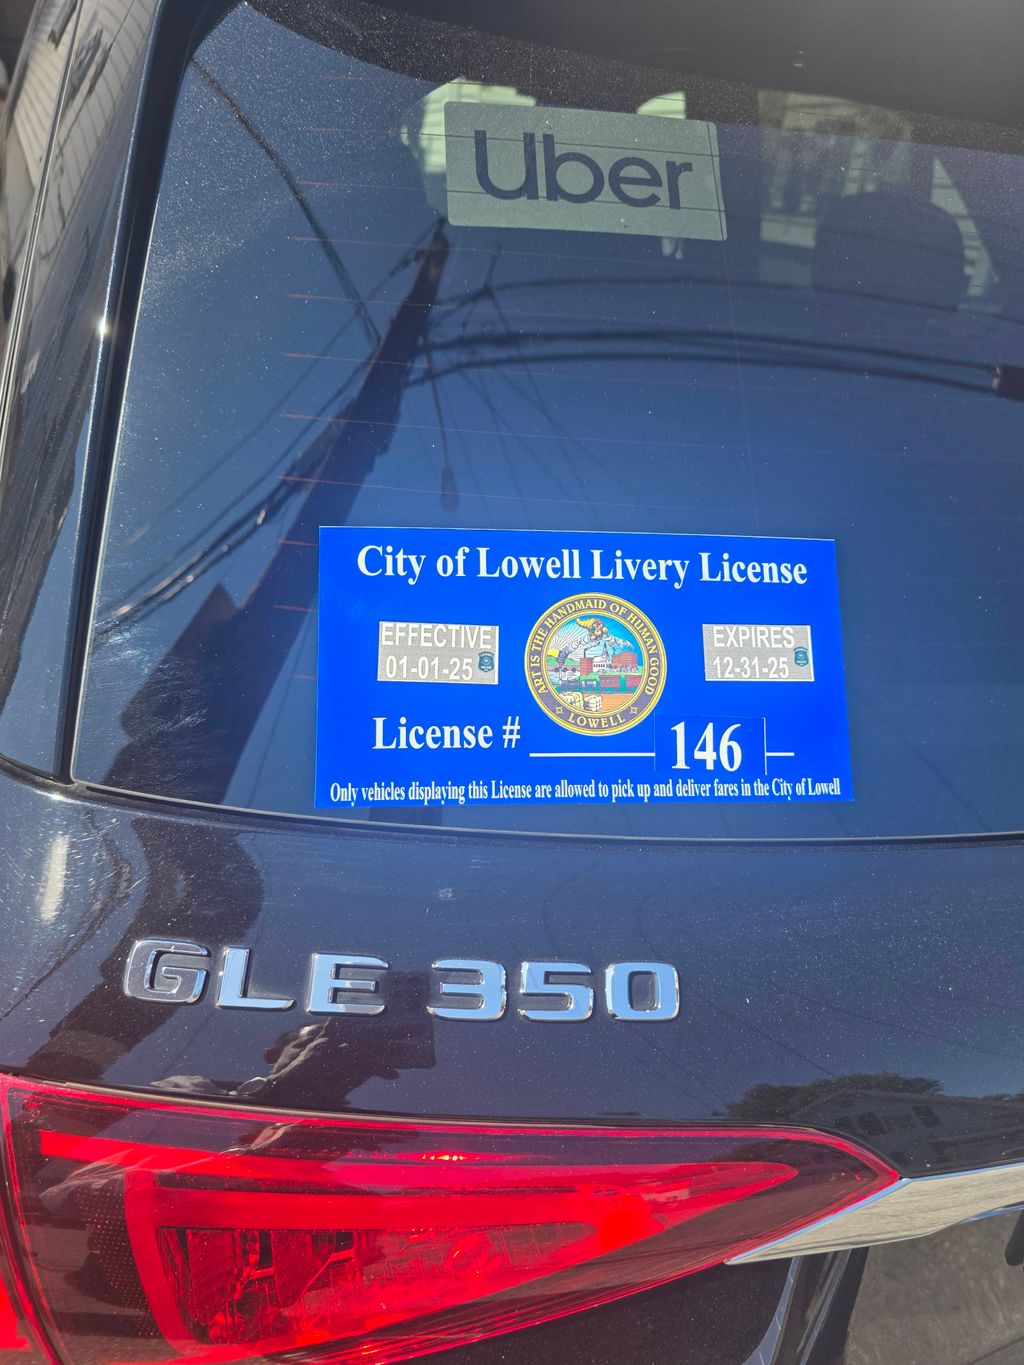 Uber
City of Lowell Livery License
EFFECTIVE
01-01-25
ART IS THE HANDMAID OF HUMAN GOOD
LOWELL
EXPIRES
12-31-25
License # 146
Only vehicles displaying this License are allowed to pick up and deliver fares in the City of Lowell
GLE 350